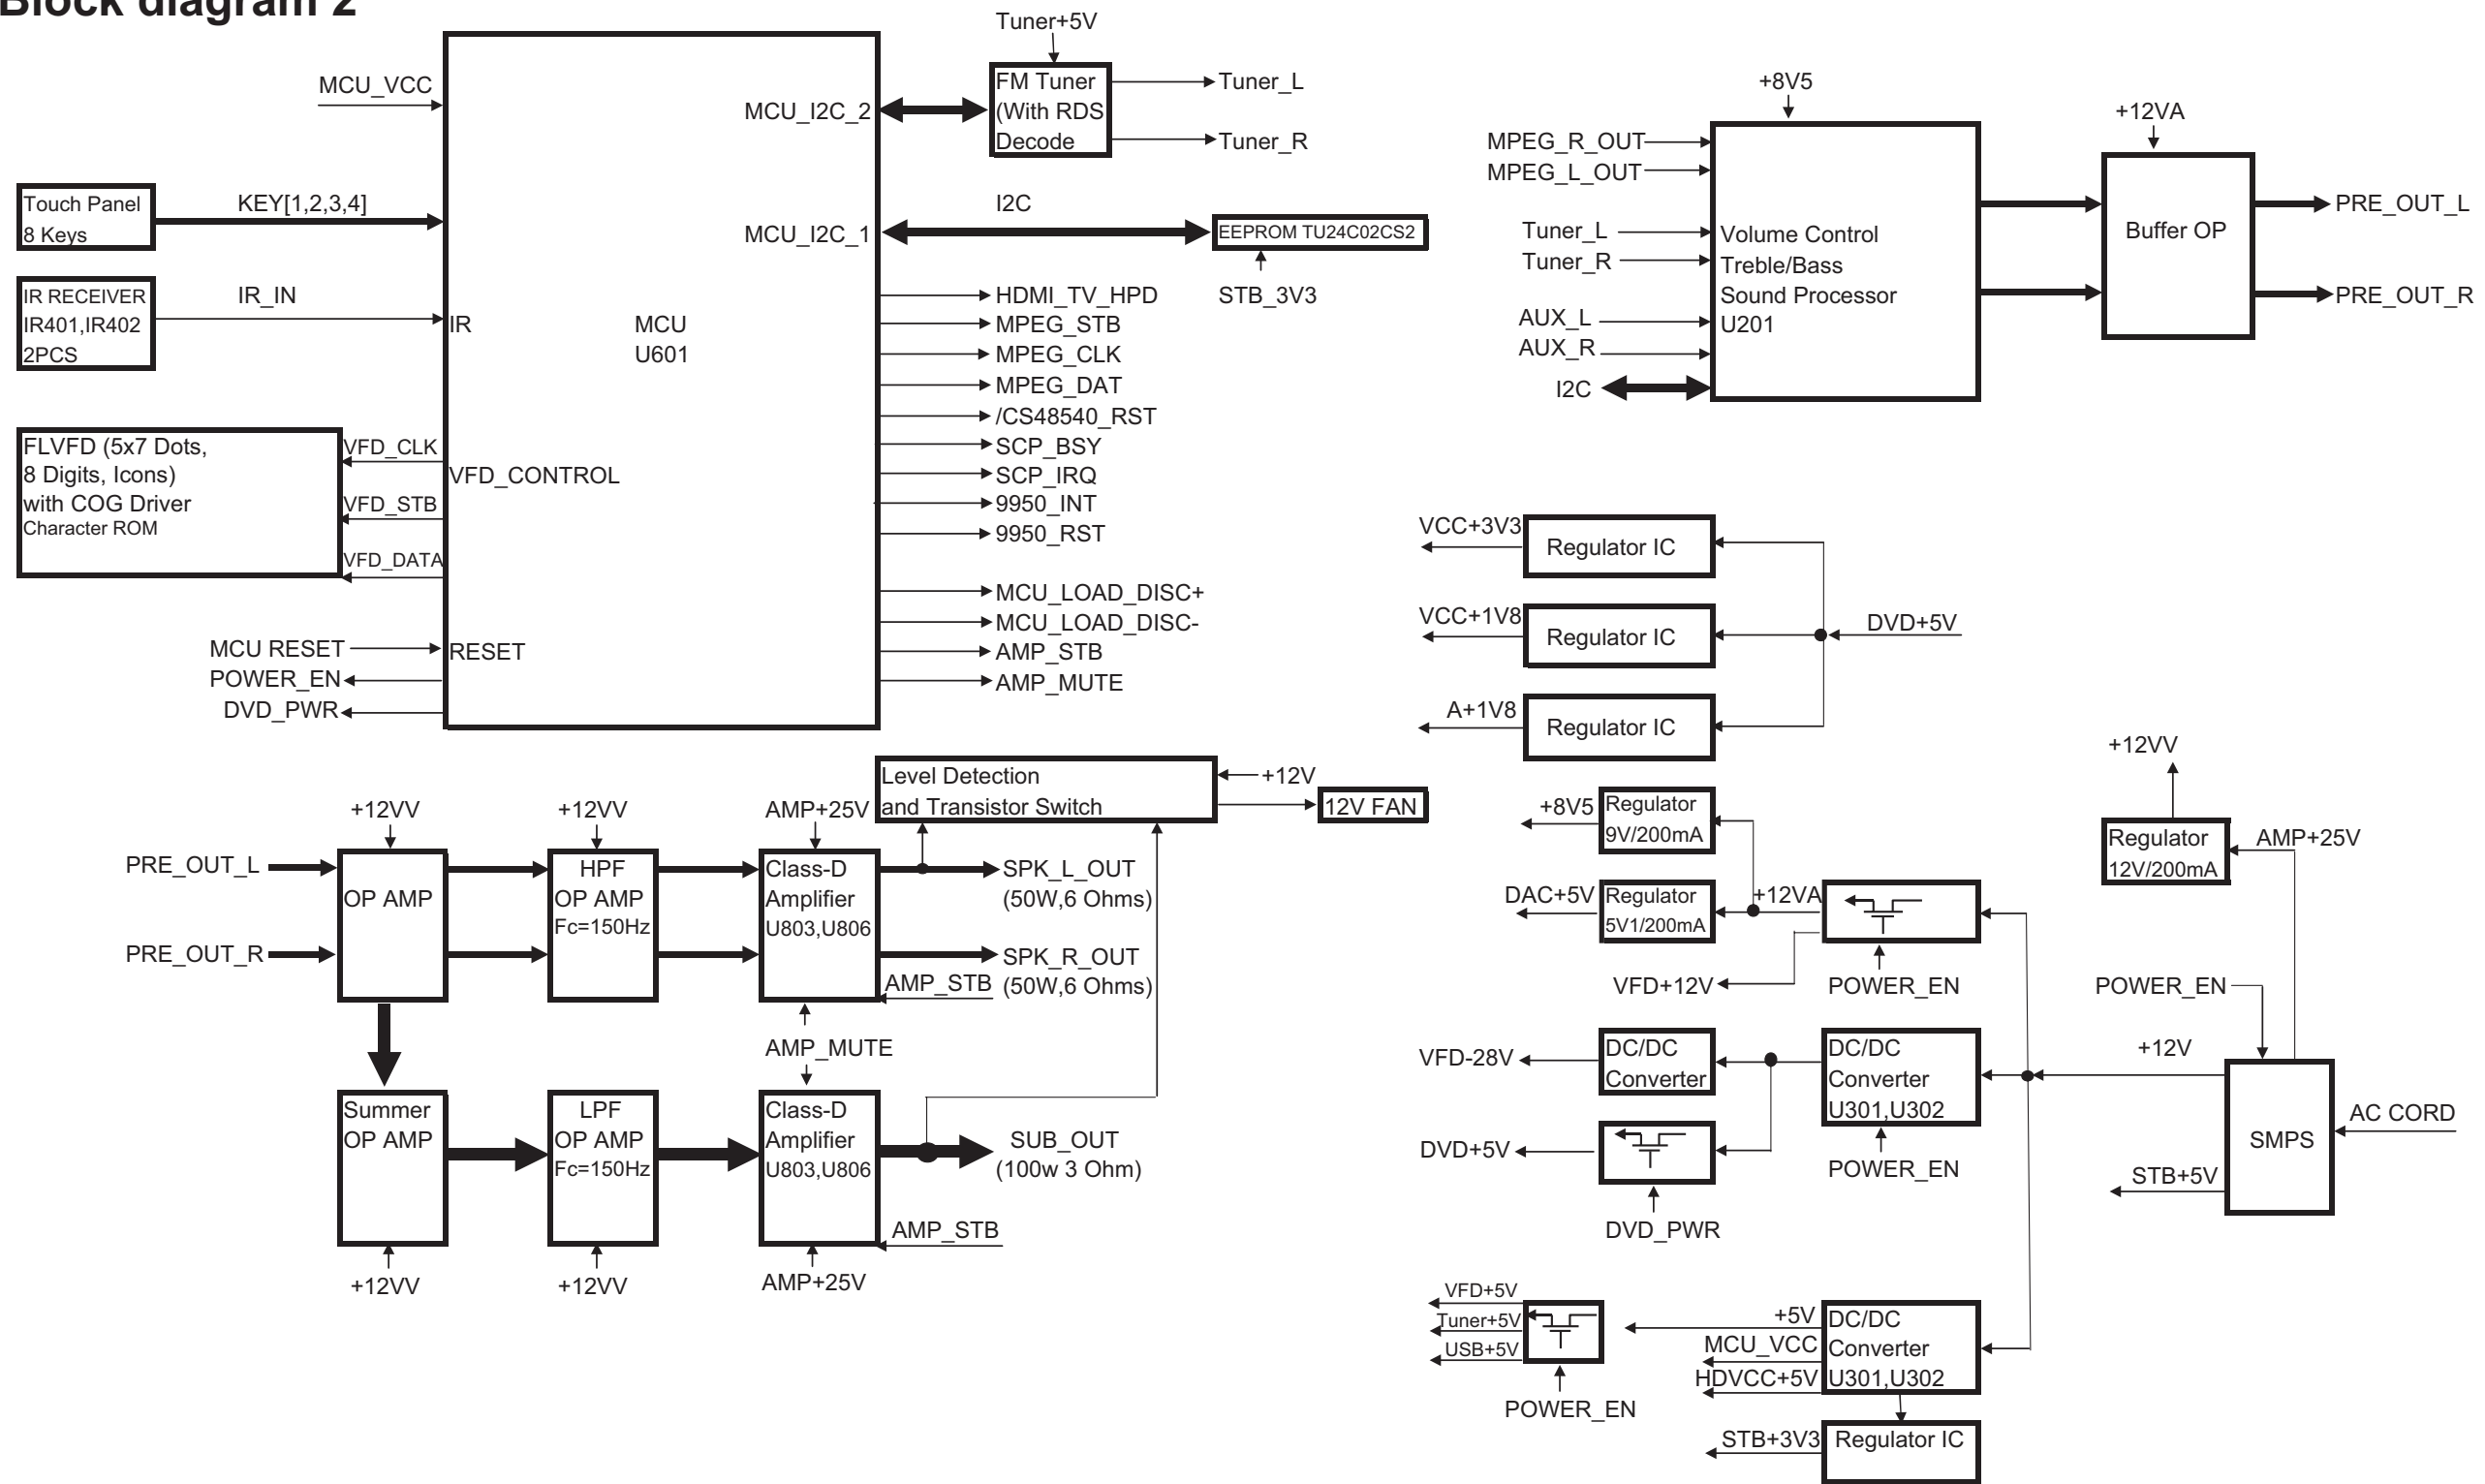 Block diagram 2
MCU_VCC
Touch Panel
8 Keys
KEY[1,2,3,4]
IR RECEIVER
IR401,IR402
2PCS
IR_IN
IR
FLVFD (5x7 Dots,
8 Digits, Icons)
with COG Driver
Character ROM
VFD_CLK
VFD_STB
VFD_DATA
VFD_CONTROL
MCU RESET
RESET
POWER_EN
DVD_PWR
MCU
U601
MCU_I2C_2
MCU_I2C_1
Tuner+5V
FM Tuner
(With RDS
Decode
Tuner_L
Tuner_R
I2C
EEPROM TU24C02CS2
STB_3V3
HDMI_TV_HPD
MPEG_STB
MPEG_CLK
MPEG_DAT
/CS48540_RST
SCP_BSY
SCP_IRQ
9950_INT
9950_RST
MCU_LOAD_DISC+
MCU_LOAD_DISC-
AMP_STB
AMP_MUTE
+8V5
MPEG_R_OUT
MPEG_L_OUT
Tuner_L
Tuner_R
AUX_L
AUX_R
I2C
Volume Control
Treble/Bass
Sound Processor
U201
+12VA
Buffer OP
PRE_OUT_L
PRE_OUT_R
Level Detection
and Transistor Switch
+12V
12V FAN
+12VV
+12VV
AMP+25V
PRE_OUT_L
PRE_OUT_R
OP AMP
HPF
OP AMP
Fc=150Hz
Class-D
Amplifier
U803,U806
SPK_L_OUT
(50W,6 Ohms)
SPK_R_OUT
(50W,6 Ohms)
AMP_STB
AMP_MUTE
Summer
OP AMP
LPF
OP AMP
Fc=150Hz
Class-D
Amplifier
U803,U806
SUB_OUT
(100w 3 Ohm)
AMP_STB
+12VV
+12VV
AMP+25V
VCC+3V3
Regulator IC
VCC+1V8
Regulator IC
DVD+5V
A+1V8
Regulator IC
+8V5
Regulator
9V/200mA
DAC+5V
Regulator
5V1/200mA
+12VA
VFD+12V
POWER_EN
+12VV
Regulator
12V/200mA
AMP+25V
POWER_EN
VFD-28V
DC/DC
Converter
DC/DC
Converter
U301,U302
POWER_EN
DVD+5V
DVD_PWR
+12V
SMPS
AC CORD
STB+5V
VFD+5V
Tuner+5V
USB+5V
POWER_EN
+5V
MCU_VCC
HDVCC+5V
DC/DC
Converter
U301,U302
STB+3V3
Regulator IC